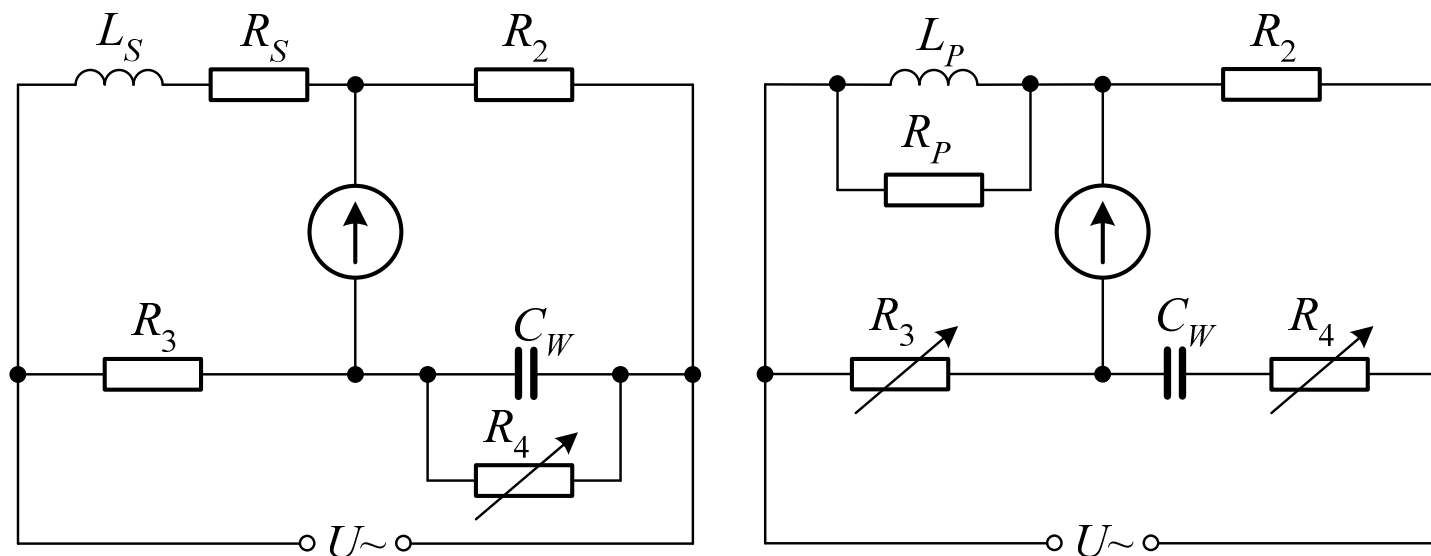 L_S R_S R_2
R_3 C_W
R_4
U~
L_P R_2
R_P
R_3 C_W R_4
U~